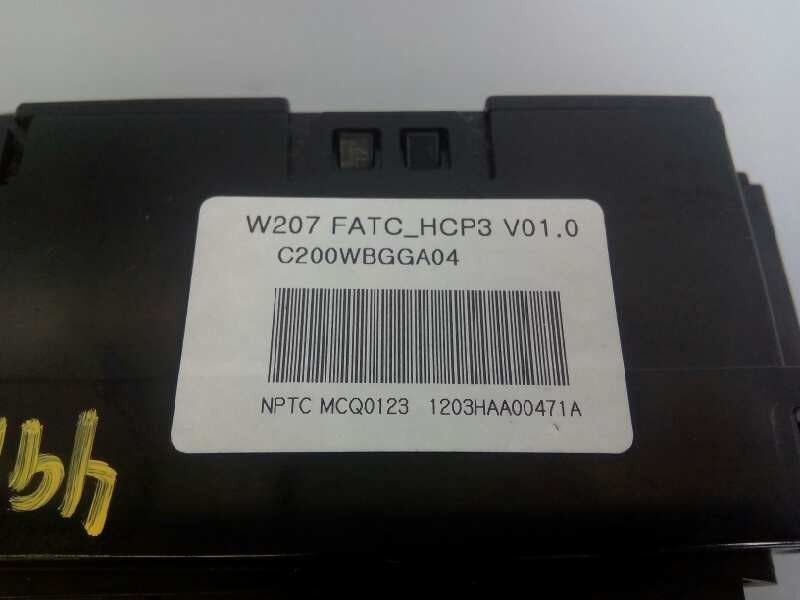 W207 FATC_HCP3 V01.0
C200WBGGA04
NPTC MCQ0123 1203HAA00471A